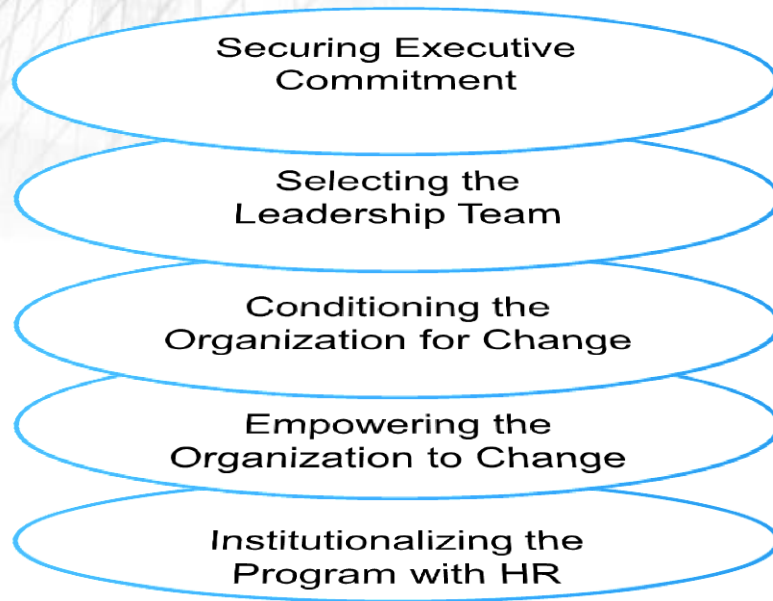 Securing Executive
Commitment
Selecting the
Leadership Team
Conditioning the
Organization for Change
Empowering the
Organization to Change
Institutionalizing the
Program with HR